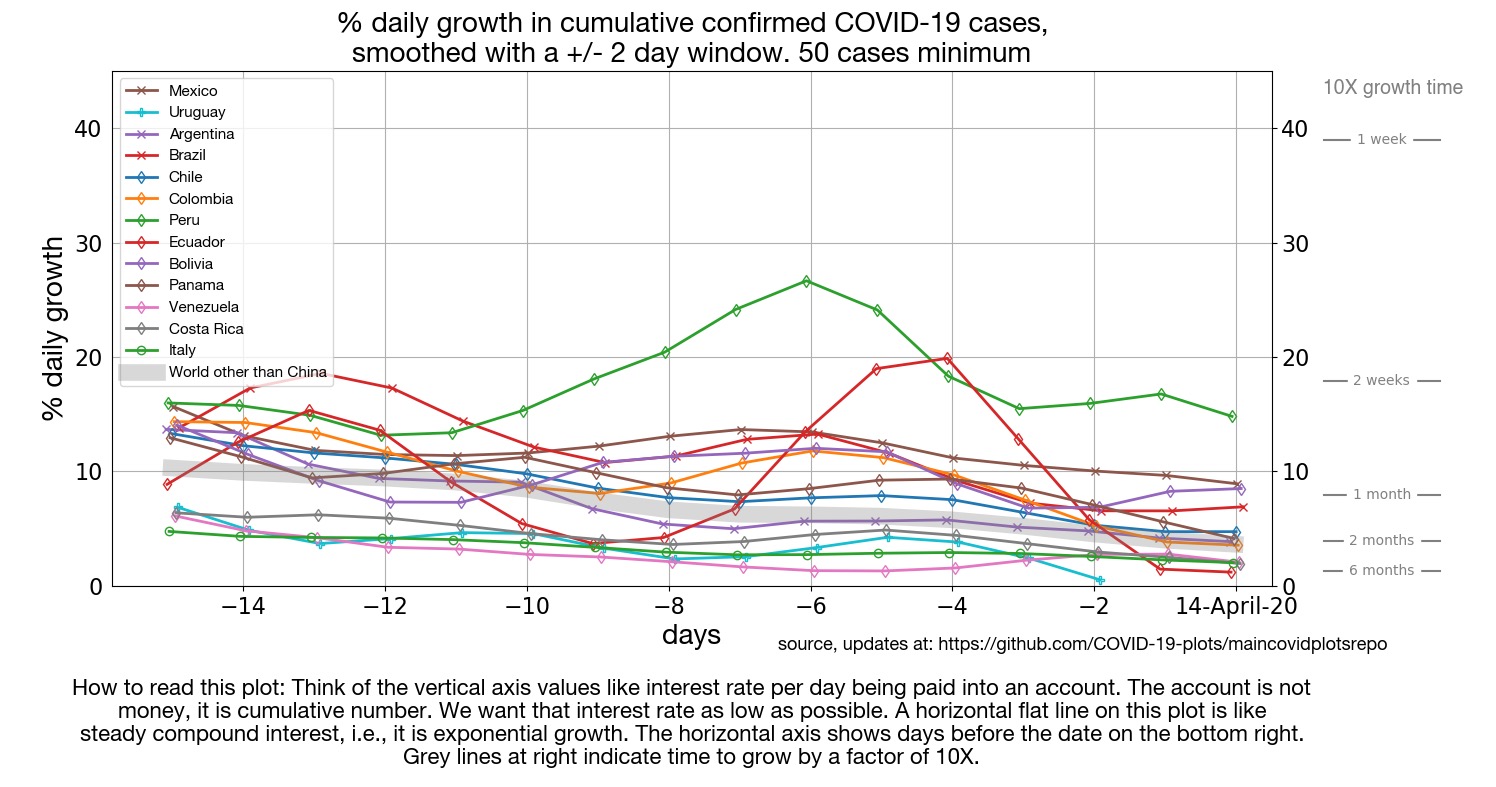 % daily growth in cumulative confirmed COVID-19 cases,
smoothed with a +/- 2 day window. 50 cases minimum
10X growth time
Mexico
Uruguay
Argentina
Brazil
Chile
Colombia
Peru
Ecuador
Bolivia
Panama
Venezuela
Costa Rica
Italy
World other than China
% daily growth
40
30
20
10
0
40
30
20
10
0
1 week
2 weeks
1 month
2 months
6 months
−14 −12 −10 −8 −6 −4 −2 14-April-20
days
source, updates at: https://github.com/COVID-19-plots/maincovidplotsrepo
How to read this plot: Think of the vertical axis values like interest rate per day being paid into an account. The account is not
money, it is cumulative number. We want that interest rate as low as possible. A horizontal flat line on this plot is like
steady compound interest, i.e., it is exponential growth. The horizontal axis shows days before the date on the bottom right.
Grey lines at right indicate time to grow by a factor of 10X.